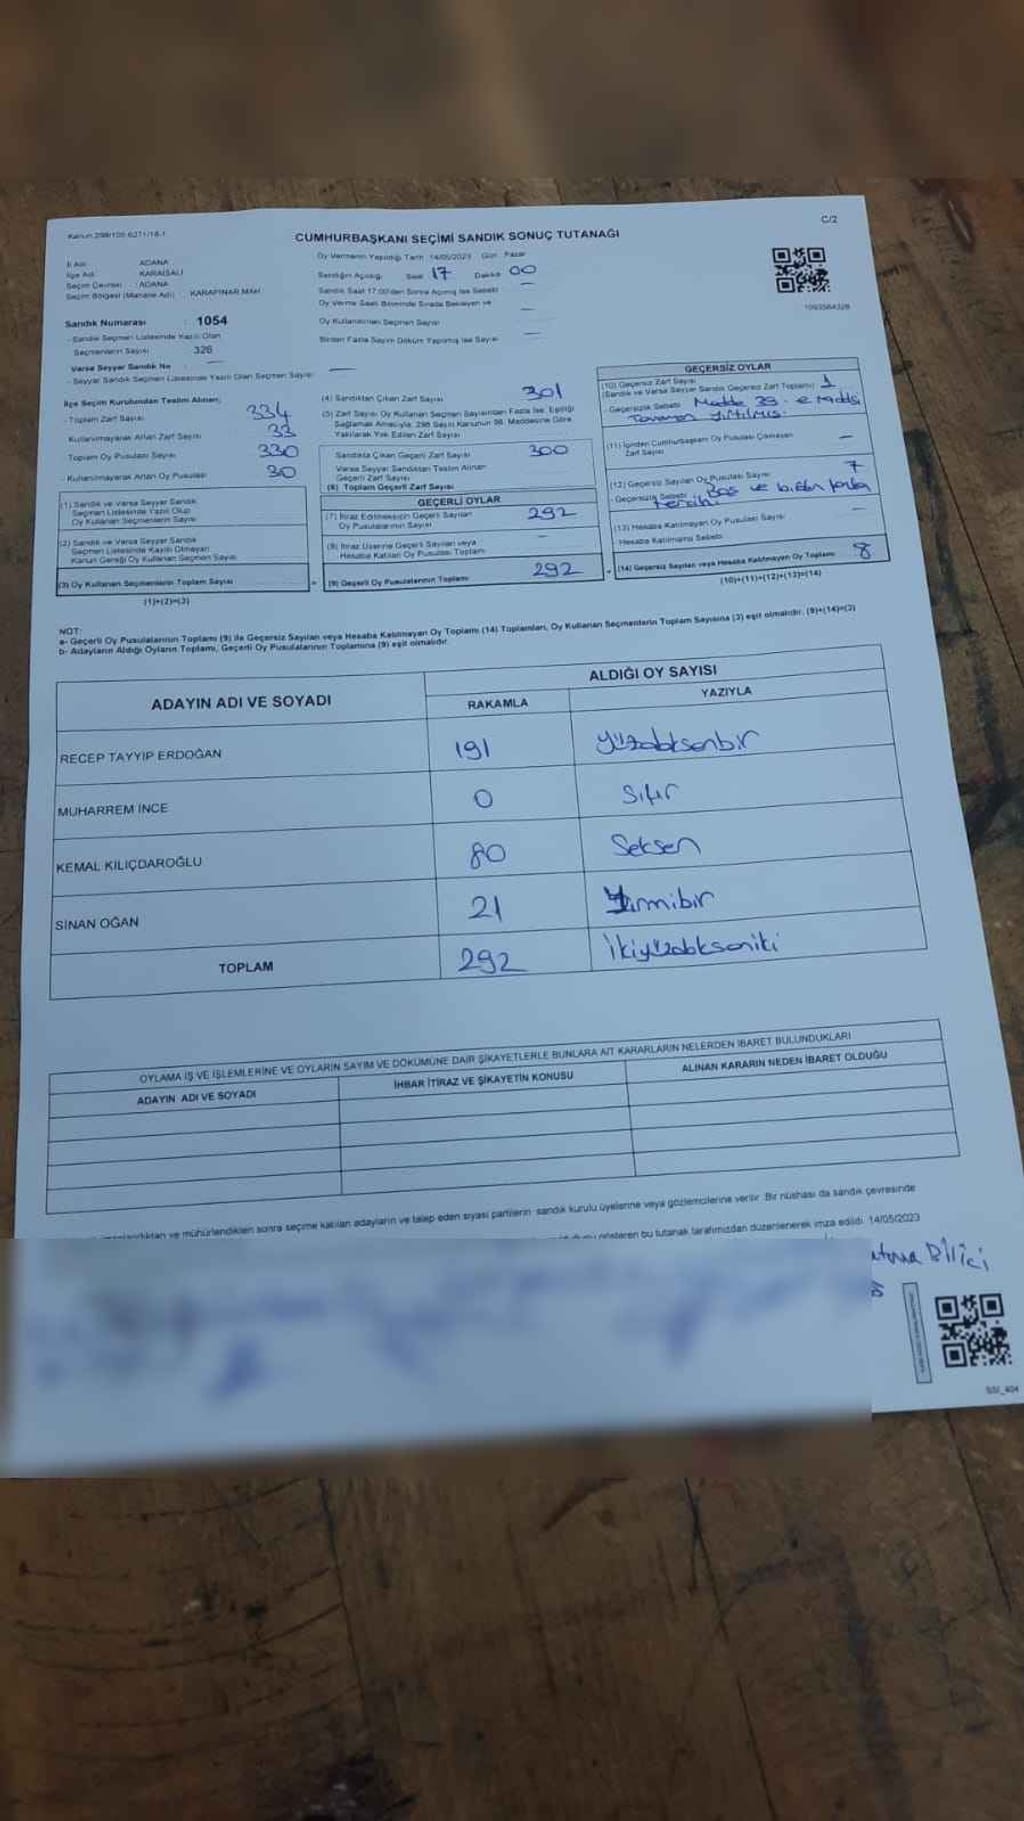 Kanun 298/105-6271/18-1
C/2
CUMHURBAŞKANI SEÇİMİ SANDIK SONUÇ TUTANAĞI
İl Adı : ADANA
İlçe Adı : KARAİSALI
Seçim Çevresi : ADANA
Seçim Bölgesi (Mahalle Adı) : KARAPINAR MAH
Sandık Numarası : 1054
- Sandık Seçmen Listesinde Yazılı Olan
Seçmenlerin Sayısı : 326
Varsa Seyyar Sandık No : —
- Seyyar Sandık Seçmen Listesinde Yazılı Olan Seçmen Sayısı —
Oy Vermenin Yapıldığı Tarih 14/05/2023 Gün Pazar
Sandığın Açılışı Saat 17 Dakika 00
Sandık Saat 17:00'den Sonra Açılmış İse Sebebi —
Oy Verme Saati Bitiminde Sırada Bekleyen ve
Oy Kullandırılan Seçmen Sayısı —
Birden Fazla Sayım Döküm Yapılmış İse Sayısı —
1093584328
İlçe Seçim Kurulundan Teslim Alınan;
- Toplam Zarf Sayısı 334
Kullanılmayarak Artan Zarf Sayısı 33
Toplam Oy Pusulası Sayısı 330
- Kullanılmayarak Artan Oy Pusulası 30
(1) Sandık ve Varsa Seyyar Sandık
Seçmen Listesinde Yazılı Olup
Oy Kullanan Seçmenlerin Sayısı
(2) Sandık ve Varsa Seyyar Sandık
Seçmen Listesinde Kayıtlı Olmayan
Kanun Gereği Oy Kullanan Seçmen Sayısı
(3) Oy Kullanan Seçmenlerin Toplam Sayısı
(1)+(2)=(3)
(4) Sandıktan Çıkan Zarf Sayısı 301
(5) Zarf Sayısı Oy Kullanan Seçmen Sayısından Fazla İse, Eşitliği
Sağlamak Amacıyla, 298 Sayılı Kanunun 98. Maddesine Göre
Yakılarak Yok Edilen Zarf Sayısı
Sandıkta Çıkan Geçerli Zarf Sayısı 300
Varsa Seyyar Sandıktan Teslim Alınan
Geçerli Zarf Sayısı
(6) Toplam Geçerli Zarf Sayısı
GEÇERLİ OYLAR
(7) İtiraz Edilmeksizin Geçerli Sayılan
Oy Pusulalarının Sayısı 292
(8) İtiraz Üzerine Geçerli Sayılan veya
Hesaba Katılan Oy Pusulası Toplamı —
(9) Geçerli Oy Pusulalarının Toplamı 292
GEÇERSİZ OYLAR
(10) Geçersiz Zarf Sayısı
(Sandık ve Varsa Seyyar Sandık Geçersiz Zarf Toplamı) 1
- Geçersizlik Sebebi Madde 39. e maddesi
Tamamen yırtılmış.
(11) İçinden Cumhurbaşkanı Oy Pusulası Çıkmayan
Zarf Sayısı —
(12) Geçersiz Sayılan Oy Pusulası Sayısı 7
- Geçersizlik Sebebi Boş ve birden fazla
tercihi
(13) Hesaba Katılmayan Oy Pusulası Sayısı —
Hesaba Katılmama Sebebi
(14) Geçersiz Sayılan veya Hesaba Katılmayan Oy Toplamı 8
(10)+(11)+(12)+(13)=(14)
NOT:
a- Geçerli Oy Pusulalarının Toplamı (9) ile Geçersiz Sayılan veya Hesaba Katılmayan Oy Toplamı (14) Toplamları, Oy Kullanan Seçmenlerin Toplam Sayısına (3) eşit olmalıdır. (9)+(14)=(3)
b- Adayların Aldığı Oyların Toplamı, Geçerli Oy Pusulalarının Toplamına (9) eşit olmalıdır.
ADAYIN ADI VE SOYADI
ALDIĞI OY SAYISI
RAKAMLA YAZIYLA
RECEP TAYYIP ERDOĞAN 191 yüzdoksanbir
MUHARREM İNCE 0 Sıfır
KEMAL KILIÇDAROĞLU 80 Seksen
SİNAN OĞAN 21 Yirmibir
TOPLAM 292 İkiyüzdoksaniki
OYLAMA İŞ VE İŞLEMLERİNE VE OYLARIN SAYIM VE DÖKÜMÜNE DAİR ŞİKAYETLERLE BUNLARA AİT KARARLARIN NELERDEN İBARET BULUNDUKLARI
ADAYIN ADI VE SOYADI İHBAR İTİRAZ VE ŞİKAYETİN KONUSU ALINAN KARARIN NEDEN İBARET OLDUĞU
ve mühürlendikten sonra seçime katılan adayların ve talep eden siyasi partilerin sandık kurulu üyelerine veya gözlemcilerine verilir. Bir nüshası da sandık çevresinde
gösteren bu tutanak tarafımızdan düzenlenerek imza edildi. 14/05/2023
Bilici
SSI_404